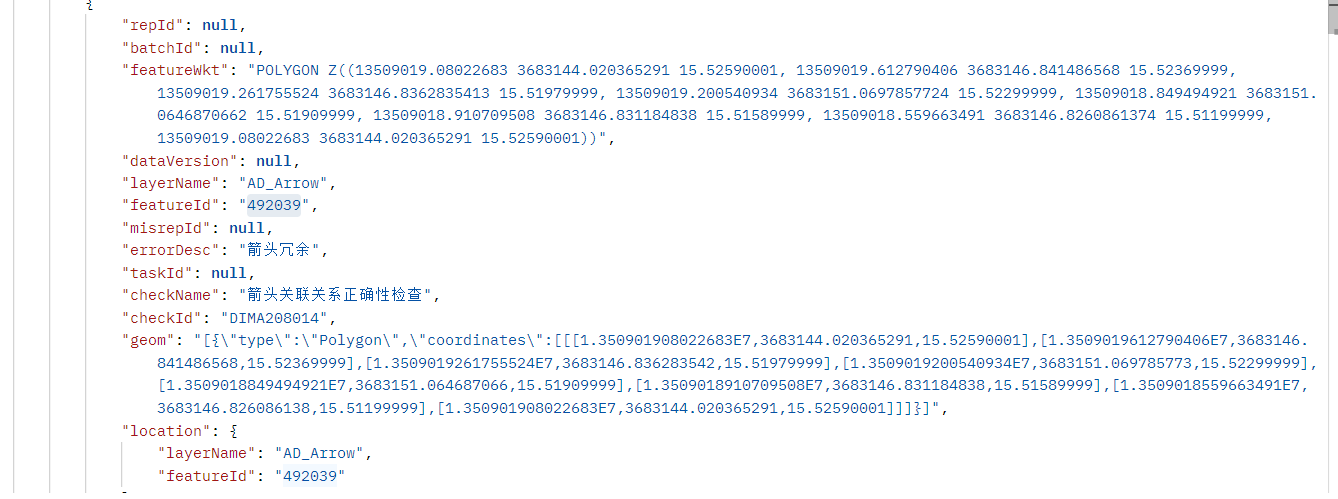 {
"repId": null,
"batchId": null,
"featureWkt": "POLYGON Z((13509019.08022683 3683144.020365291 15.52590001, 13509019.612790406 3683146.841486568 15.52369999,
13509019.261755524 3683146.8362835413 15.51979999, 13509019.200540934 3683151.0697857724 15.52299999, 13509018.849494921 3683151.
0646870662 15.51909999, 13509018.910709508 3683146.831184838 15.51589999, 13509018.559663491 3683146.8260861374 15.51199999,
13509019.08022683 3683144.020365291 15.52590001))",
"dataVersion": null,
"layerName": "AD_Arrow",
"featureId": "492039",
"misrepId": null,
"errorDesc": "箭头冗余",
"taskId": null,
"checkName": "箭头关联关系正确性检查",
"checkId": "DIMA208014",
"geom": "[{\"type\":\"Polygon\",\"coordinates\":[[[1.350901908022683E7,3683144.020365291,15.52590001],[1.3509019612790406E7,3683146.
841486568,15.52369999],[1.3509019261755524E7,3683146.836283542,15.51979999],[1.3509019200540934E7,3683151.069785773,15.52299999],
[1.3509018849494921E7,3683151.064687066,15.51909999],[1.3509018910709508E7,3683146.831184838,15.51589999],[1.3509018559663491E7,
3683146.826086138,15.51199999],[1.350901908022683E7,3683144.020365291,15.52590001]]]}]",
"location": {
"layerName": "AD_Arrow",
"featureId": "492039"